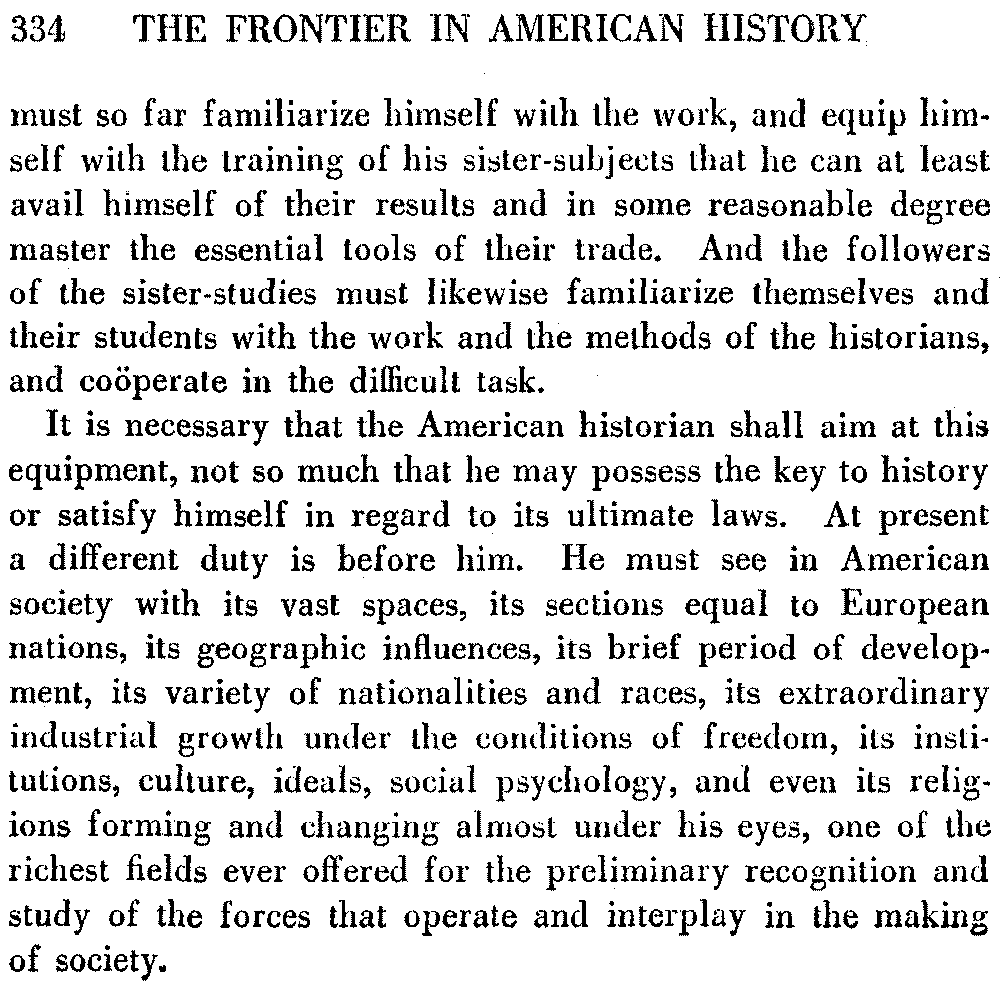 334 THE FRONTIER IN AMERICAN HISTORY
must so far familiarize himself with the work, and equip him-
self with the training of his sister-subjects that he can at least
avail himself of their results and in some reasonable degree
master the essential tools of their trade. And the followers
of the sister-studies must likewise familiarize themselves and
their students with the work and the methods of the historians,
and coöperate in the difficult task.
It is necessary that the American historian shall aim at this
equipment, not so much that he may possess the key to history
or satisfy himself in regard to its ultimate laws. At present
a different duty is before him. He must see in American
society with its vast spaces, its sections equal to European
nations, its geographic influences, its brief period of develop-
ment, its variety of nationalities and races, its extraordinary
industrial growth under the conditions of freedom, its insti-
tutions, culture, ideals, social psychology, and even its relig-
ions forming and changing almost under his eyes, one of the
richest fields ever offered for the preliminary recognition and
study of the forces that operate and interplay in the making
of society.